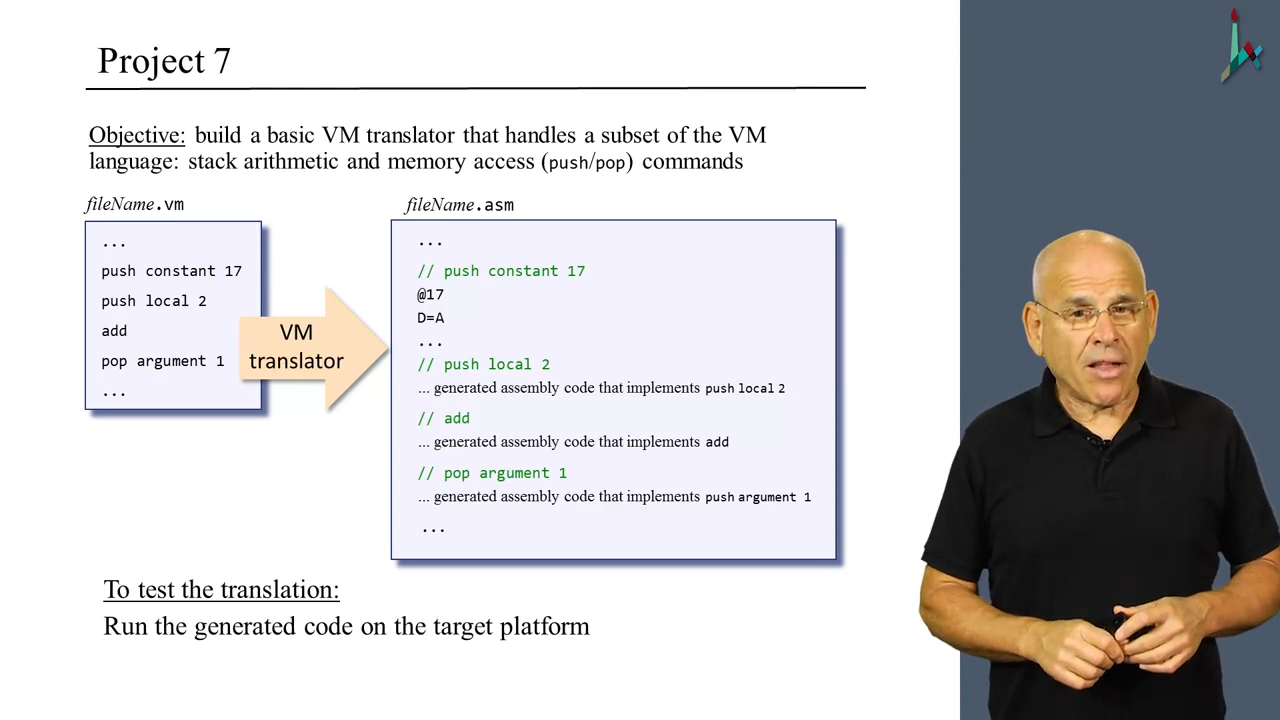 Project 7
Objective: build a basic VM translator that handles a subset of the VM
language: stack arithmetic and memory access (push/pop) commands
fileName.vm
...
push constant 17
push local 2
add
pop argument 1
...
VM
translator
fileName.asm
...
// push constant 17
@17
D=A
...
// push local 2
... generated assembly code that implements push local 2
// add
... generated assembly code that implements add
// pop argument 1
... generated assembly code that implements push argument 1
...
To test the translation:
Run the generated code on the target platform